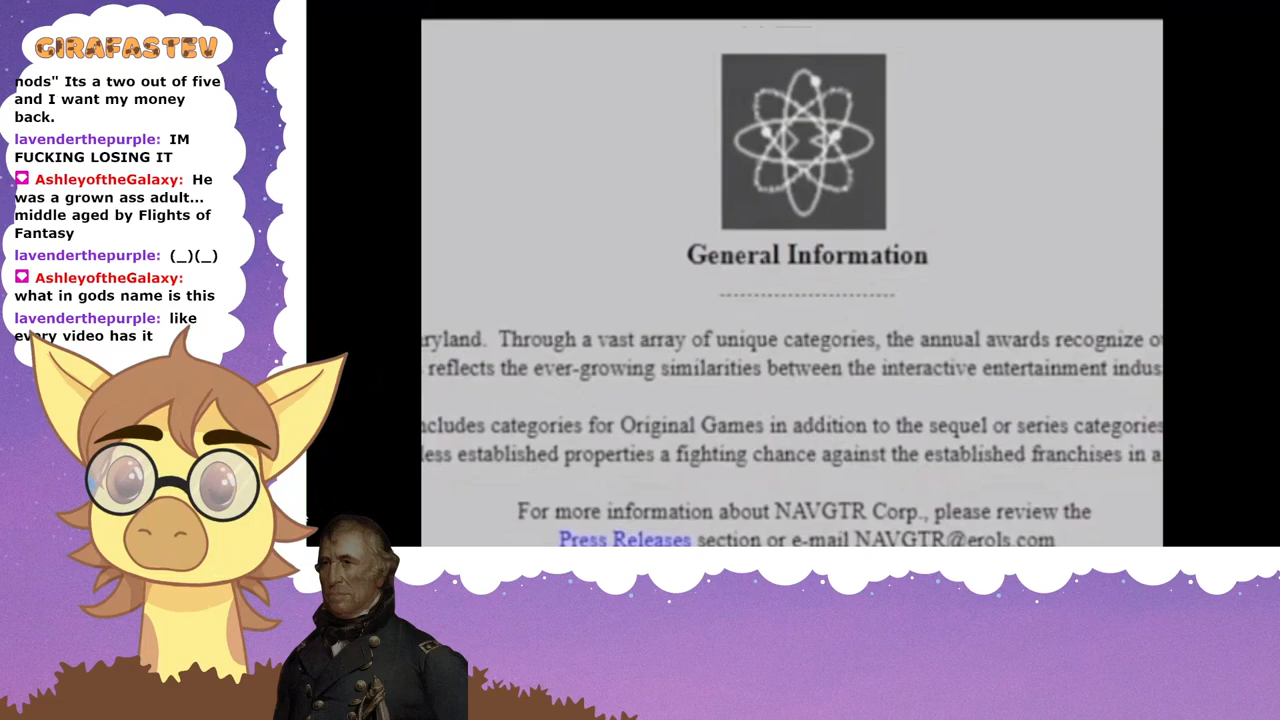 GIRAFASTEV
nods" Its a two out of five
and I want my money
back.
lavenderthepurple: IM
FUCKING LOSING IT
AshleyoftheGalaxy: He
was a grown ass adult...
middle aged by Flights of
Fantasy
lavenderthepurple: (_)(_)
AshleyoftheGalaxy:
what in gods name is this
lavenderthepurple: like
every video has it
General Information
-------------------------
ryland. Through a vast array of unique categories, the annual awards recognize o
reflects the ever-growing similarities between the interactive entertainment indus
ncludes categories for Original Games in addition to the sequel or series categories
less established properties a fighting chance against the established franchises in a
For more information about NAVGTR Corp., please review the
Press Releases section or e-mail NAVGTR@erols.com